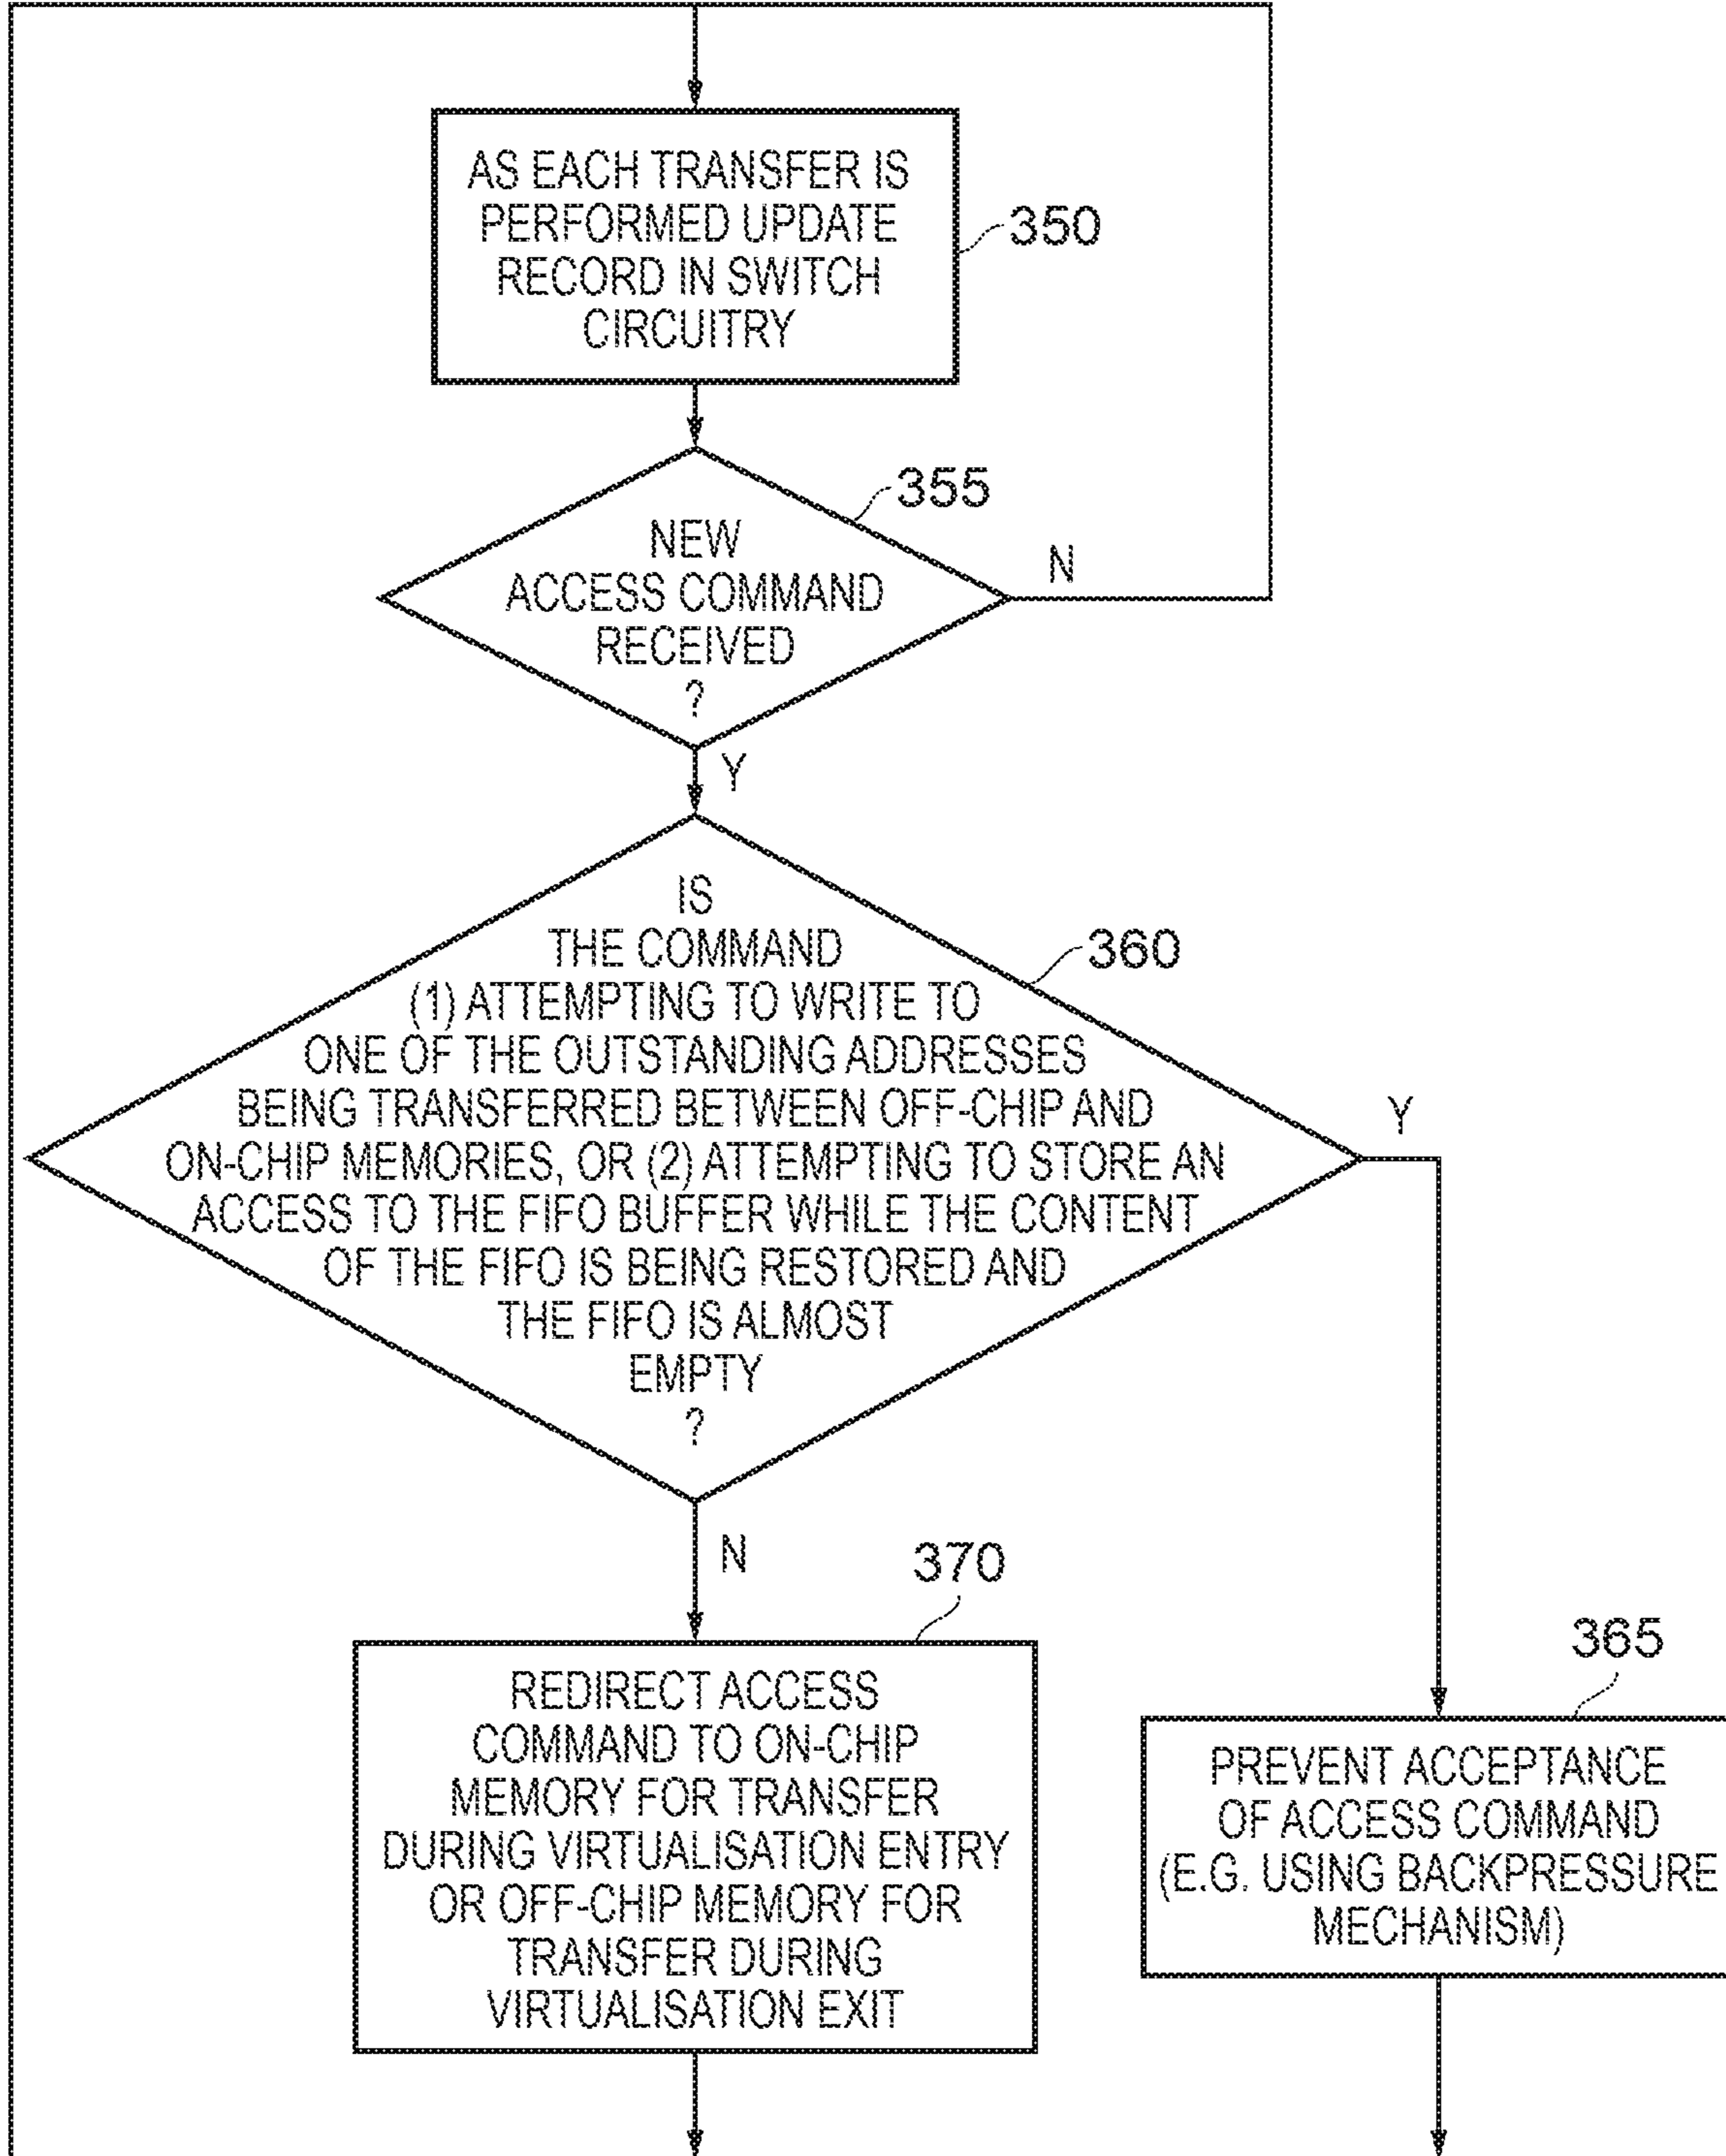 AS EACH TRANSFER IS
PERFORMED UPDATE
RECORD IN SWITCH
CIRCUITRY
350
355
NEW
ACCESS COMMAND
RECEIVED
?
N
Y
IS
THE COMMAND
(1) ATTEMPTING TO WRITE TO
ONE OF THE OUTSTANDING ADDRESSES
BEING TRANSFERRED BETWEEN OFF-CHIP AND
ON-CHIP MEMORIES, OR (2) ATTEMPTING TO STORE AN
ACCESS TO THE FIFO BUFFER WHILE THE CONTENT
OF THE FIFO IS BEING RESTORED AND
THE FIFO IS ALMOST
EMPTY
?
360
Y
N
370
REDIRECT ACCESS
COMMAND TO ON-CHIP
MEMORY FOR TRANSFER
DURING VIRTUALISATION ENTRY
OR OFF-CHIP MEMORY FOR
TRANSFER DURING
VIRTUALISATION EXIT
365
PREVENT ACCEPTANCE
OF ACCESS COMMAND
(E.G. USING BACKPRESSURE
MECHANISM)